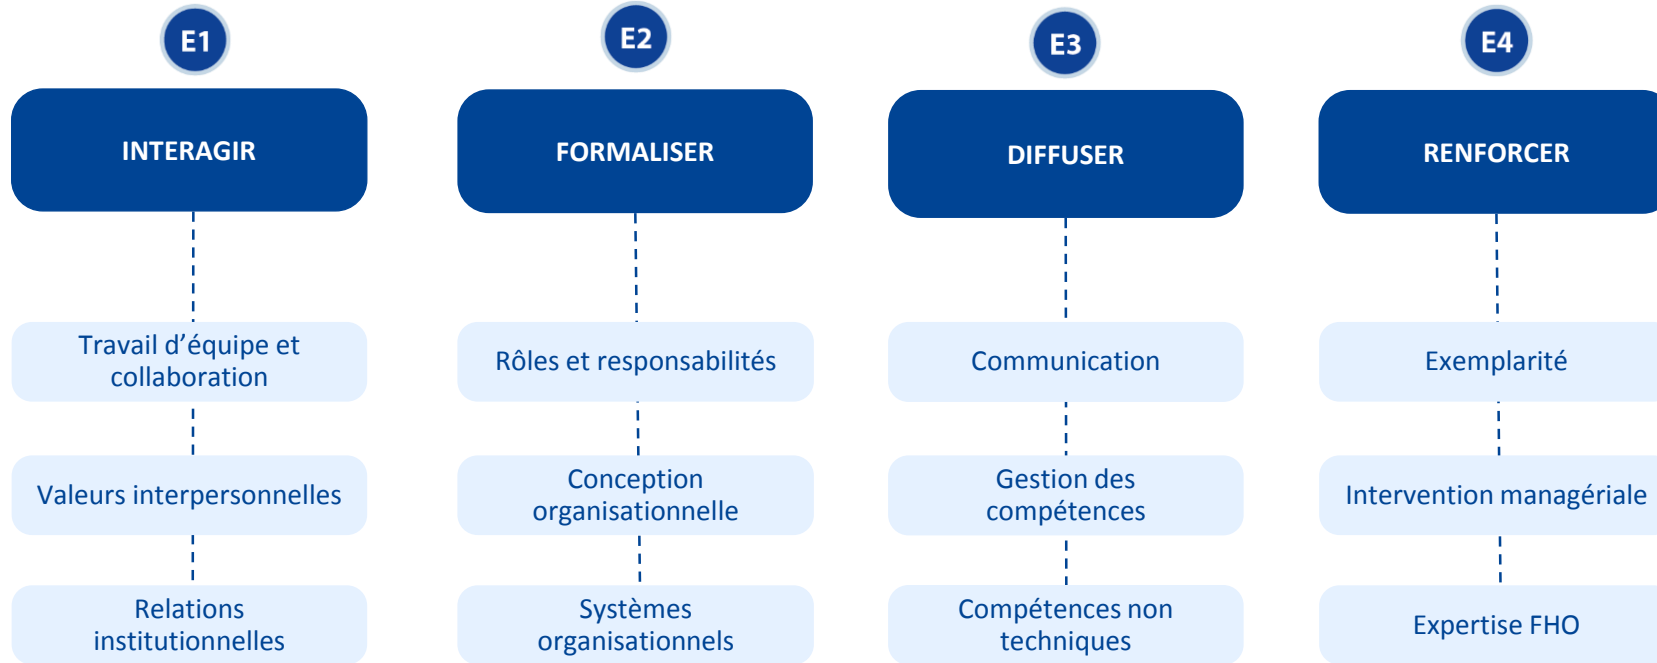 E1
INTERAGIR
Travail d’équipe et
collaboration
Valeurs interpersonnelles
Relations
institutionnelles
E2
FORMALISER
Rôles et responsabilités
Conception
organisationnelle
Systèmes
organisationnels
E3
DIFFUSER
Communication
Gestion des
compétences
Compétences non
techniques
E4
RENFORCER
Exemplarité
Intervention managériale
Expertise FHO